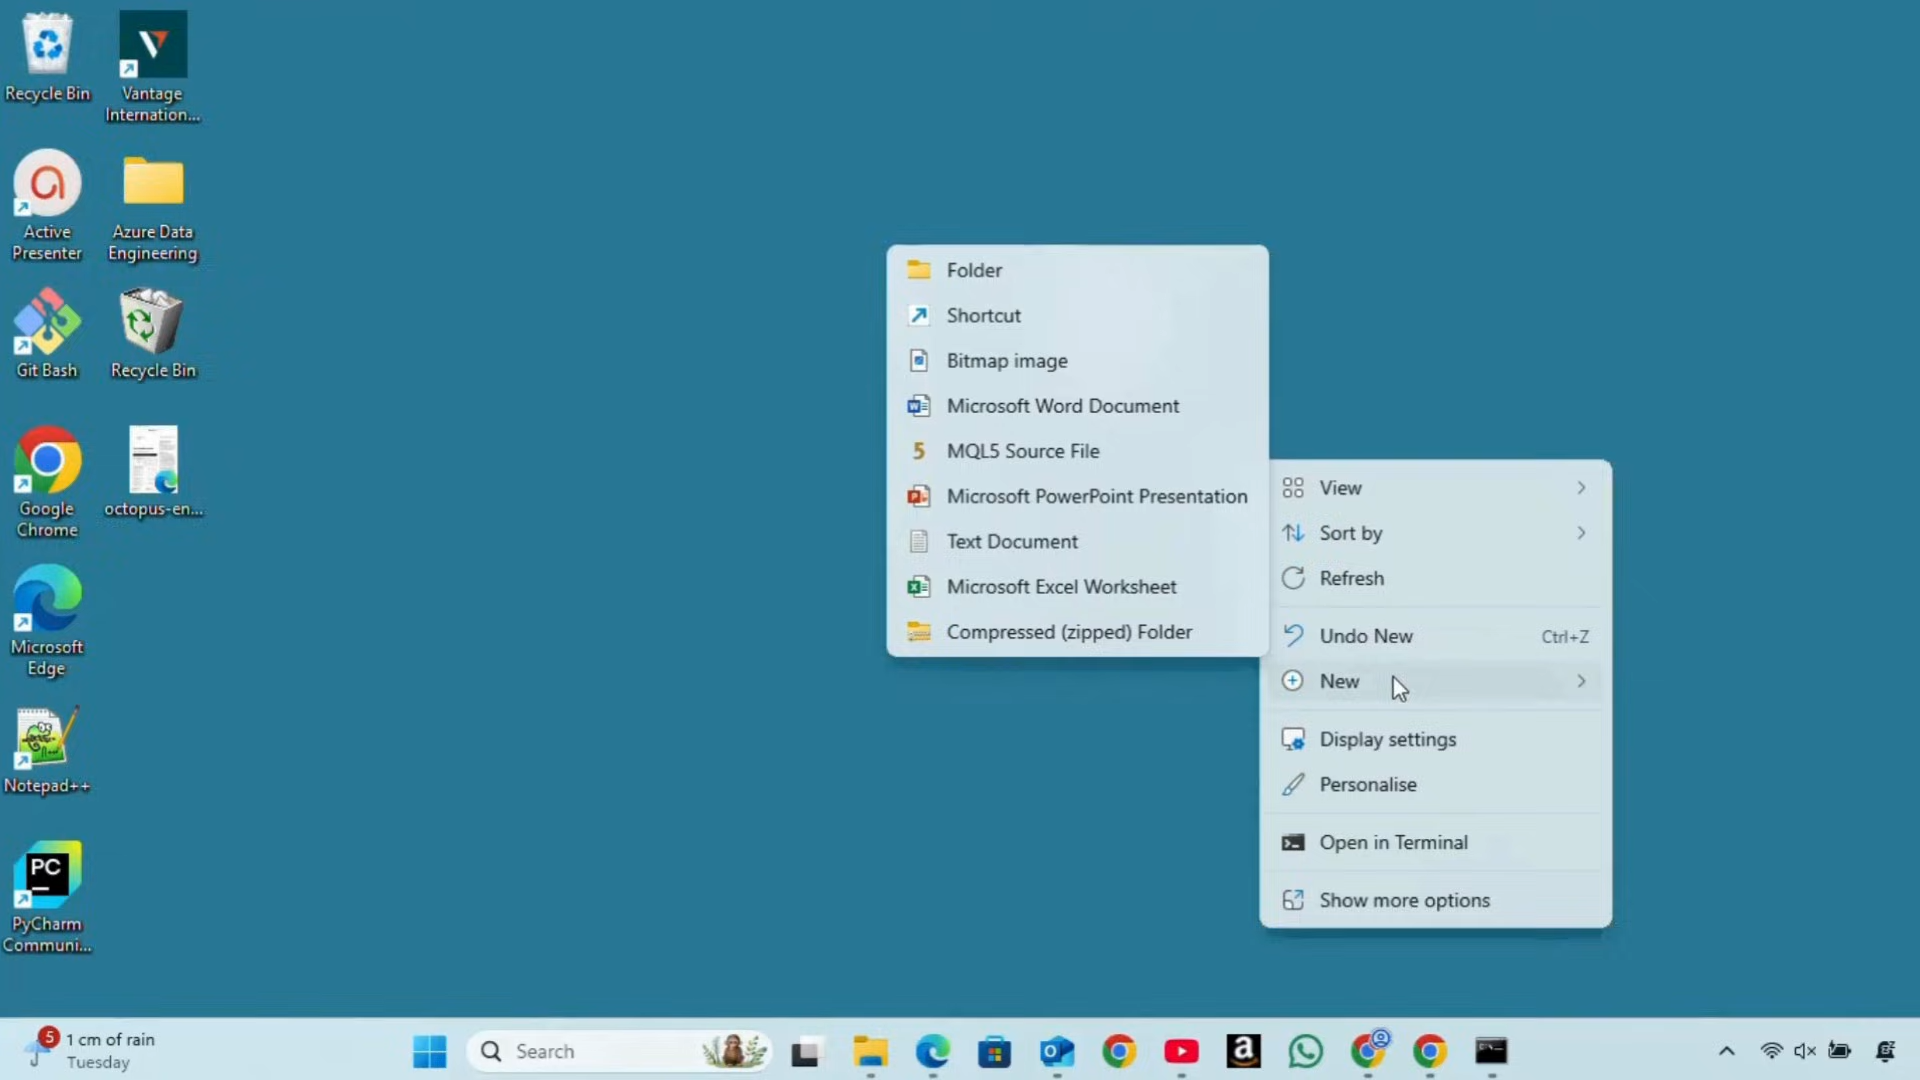 Recycle Bin
Vantage
Internation...
Active
Presenter
Azure Data
Engineering
Git Bash
Recycle Bin
Google
Chrome
octopus-en...
Microsoft
Edge
Notepad++
PC
PyCharm
Communi...
Folder
Shortcut
Bitmap image
Microsoft Word Document
5 MQL5 Source File
Microsoft PowerPoint Presentation
Text Document
Microsoft Excel Worksheet
Compressed (zipped) Folder
View
Sort by
Refresh
Undo New Ctrl+Z
New
Display settings
Personalise
Open in Terminal
Show more options
5 1 cm of rain
Tuesday
Search